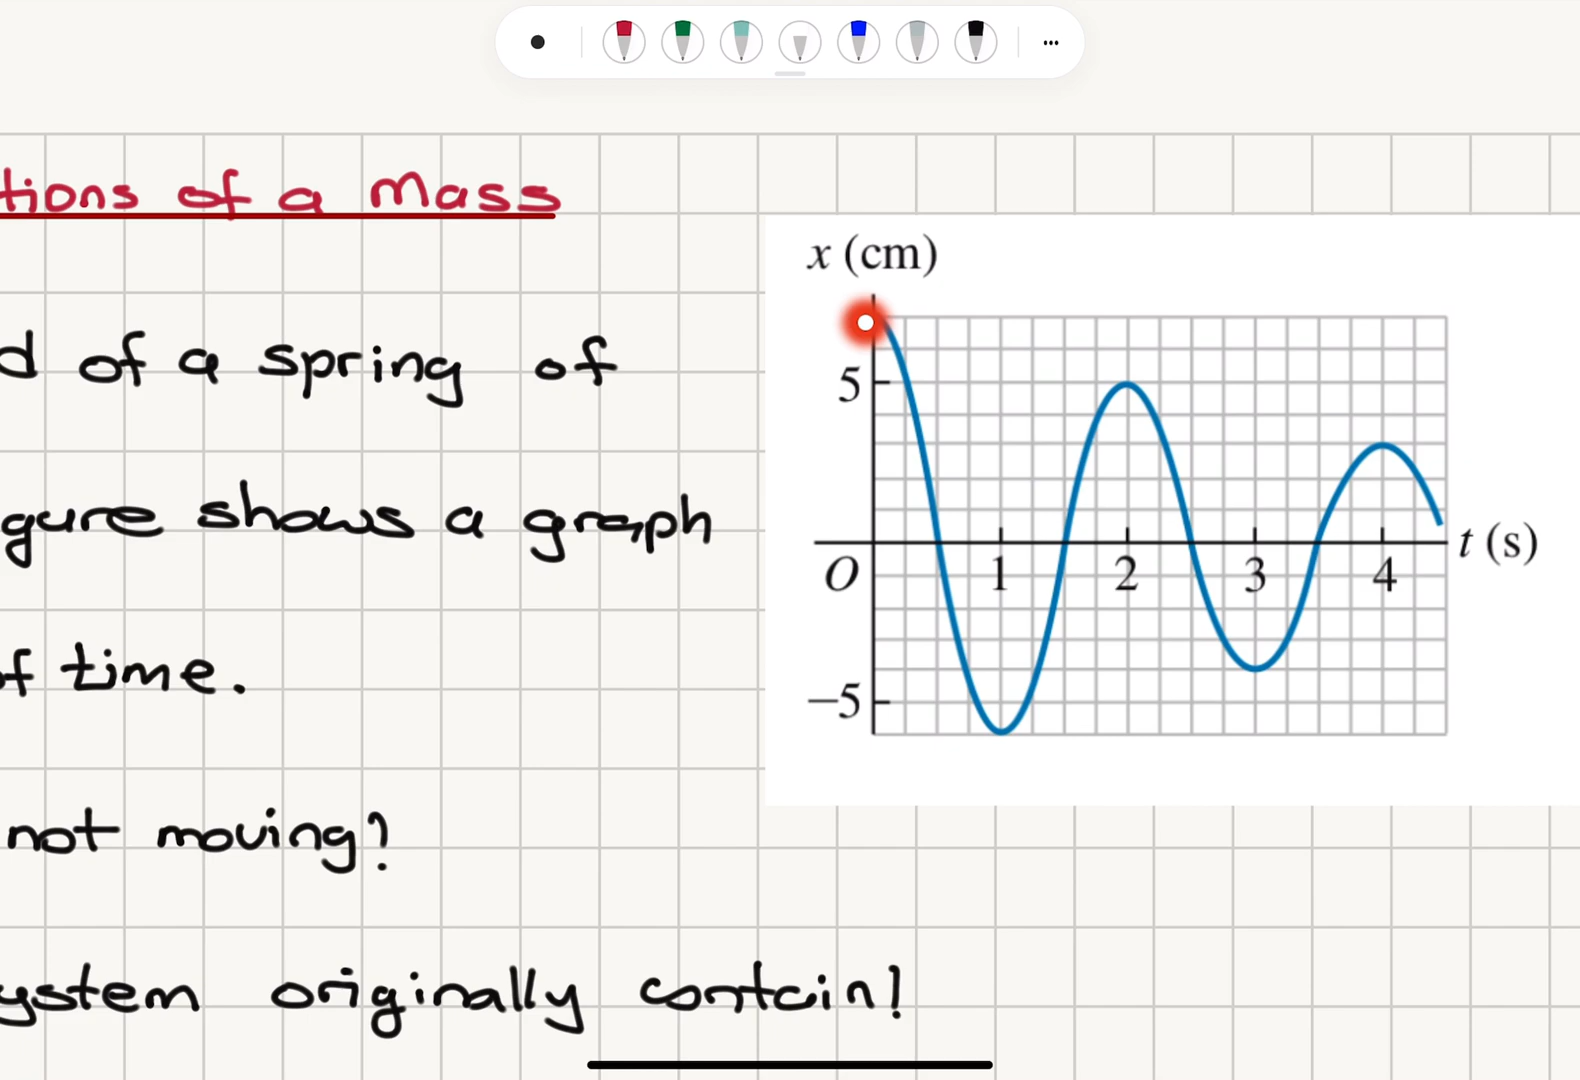 tions of a Mass
d of a spring of
gure shows a graph
f time.
not moving?
ystem originally contain?
x (cm)
5
O 1 2 3 4 t (s)
−5